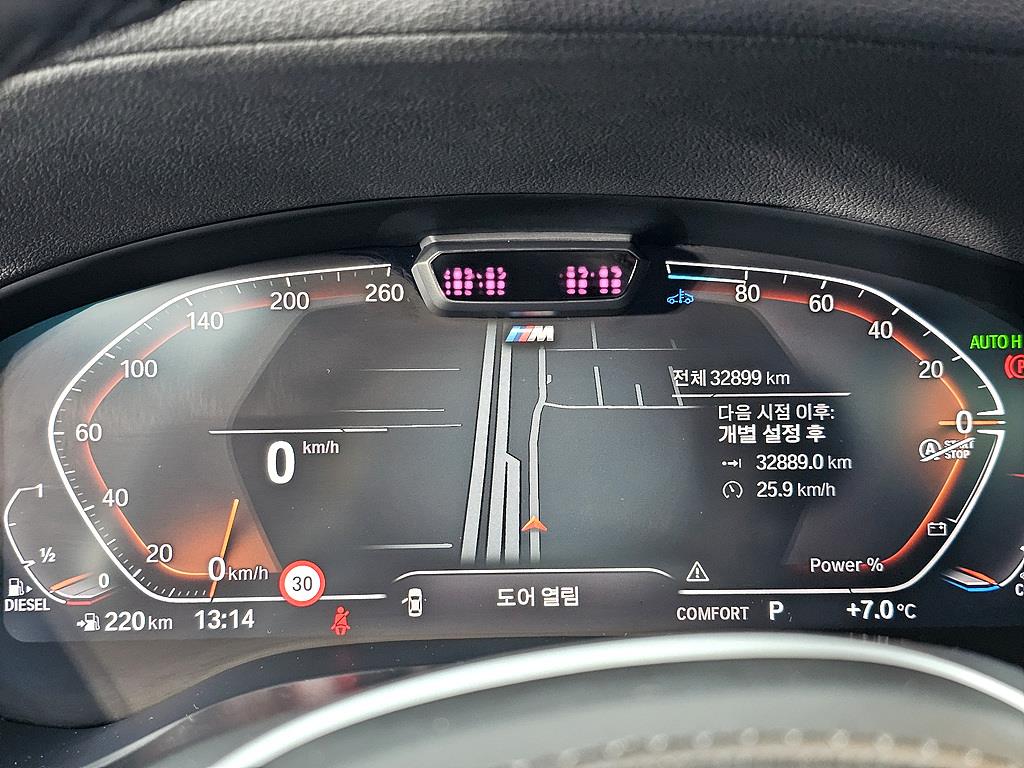 260
200
140
100
60
40
20
0 km/h
80
60
40
20
0
Power %
M
AUTO H
전체 32899 km
다음 시점 이후:
개별 설정 후
32889.0 km
25.9 km/h
0 km/h
A
STOP
1
1/2
0
DIESEL
30
220 km
13:14
도어 열림
COMFORT
P
+7.0 °C